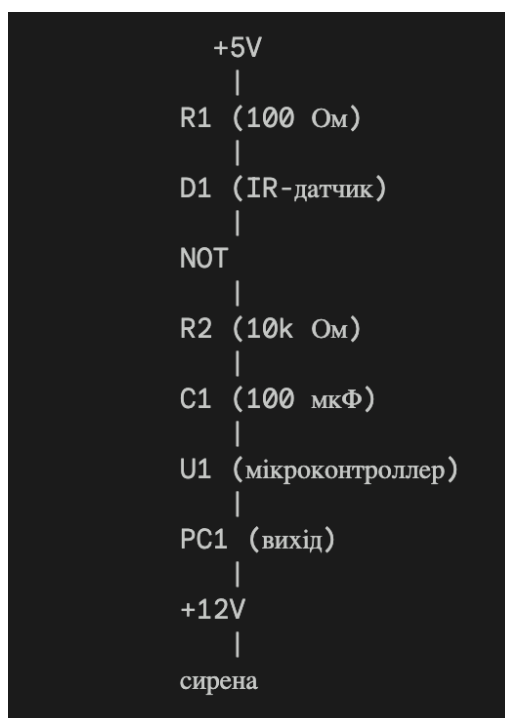 +5V
|
R1 (100 Ом)
|
D1 (IR-датчик)
|
NOT
|
R2 (10k Ом)
|
C1 (100 мкФ)
|
U1 (мікроконтроллер)
|
PC1 (вихід)
|
+12V
|
сирена